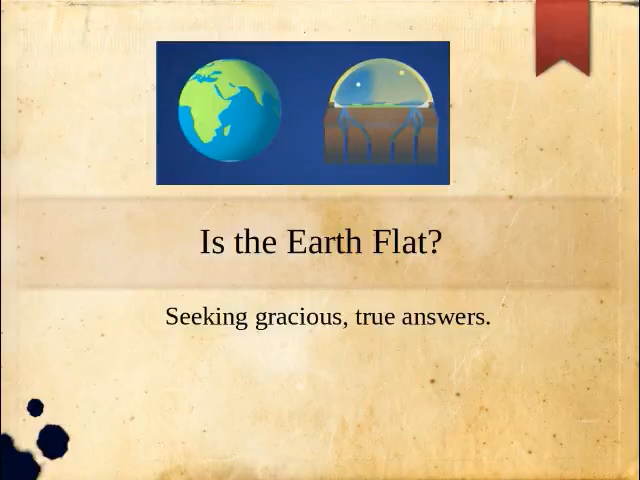 Is the Earth Flat?
Seeking gracious, true answers.